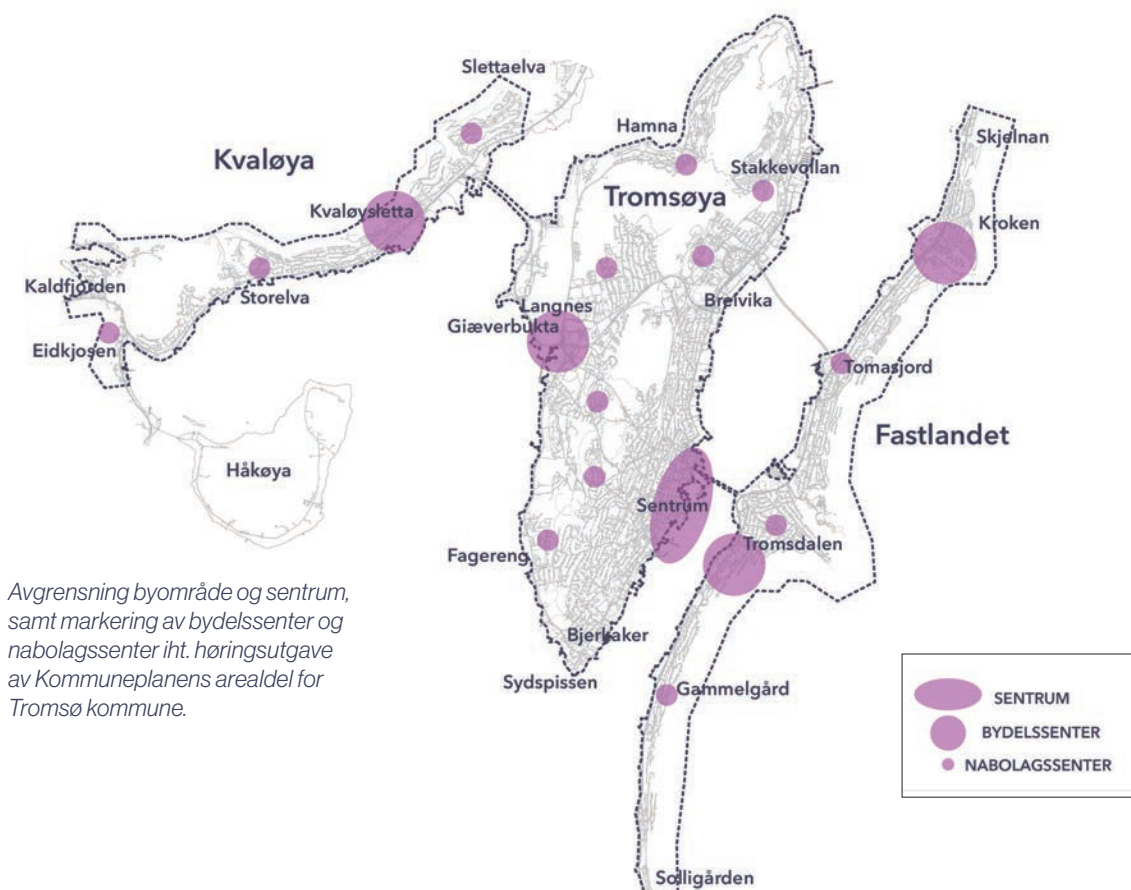 Slettaelva
Hamna
Skjelnan
Kvaløya
Stakkevollan
Tromsøya
Kvaløysletta
Kroken
Kaldfjorden
Storelva
Breivika
Langnes
Giæverbukta
Eidkjosen
Tomasjord
Fastlandet
Håkøya
Sentrum
Tromsdalen
Fagereng
Avgrensning byområde og sentrum,
samt markering av bydelssenter og
nabolagssenter iht. høringsutgave
av Kommuneplanens arealdel for
Tromsø kommune.
Bjerkaker
Sydspissen
Gammelgård
Solligården
SENTRUM
BYDELSSENTER
NABOLAGSSENTER